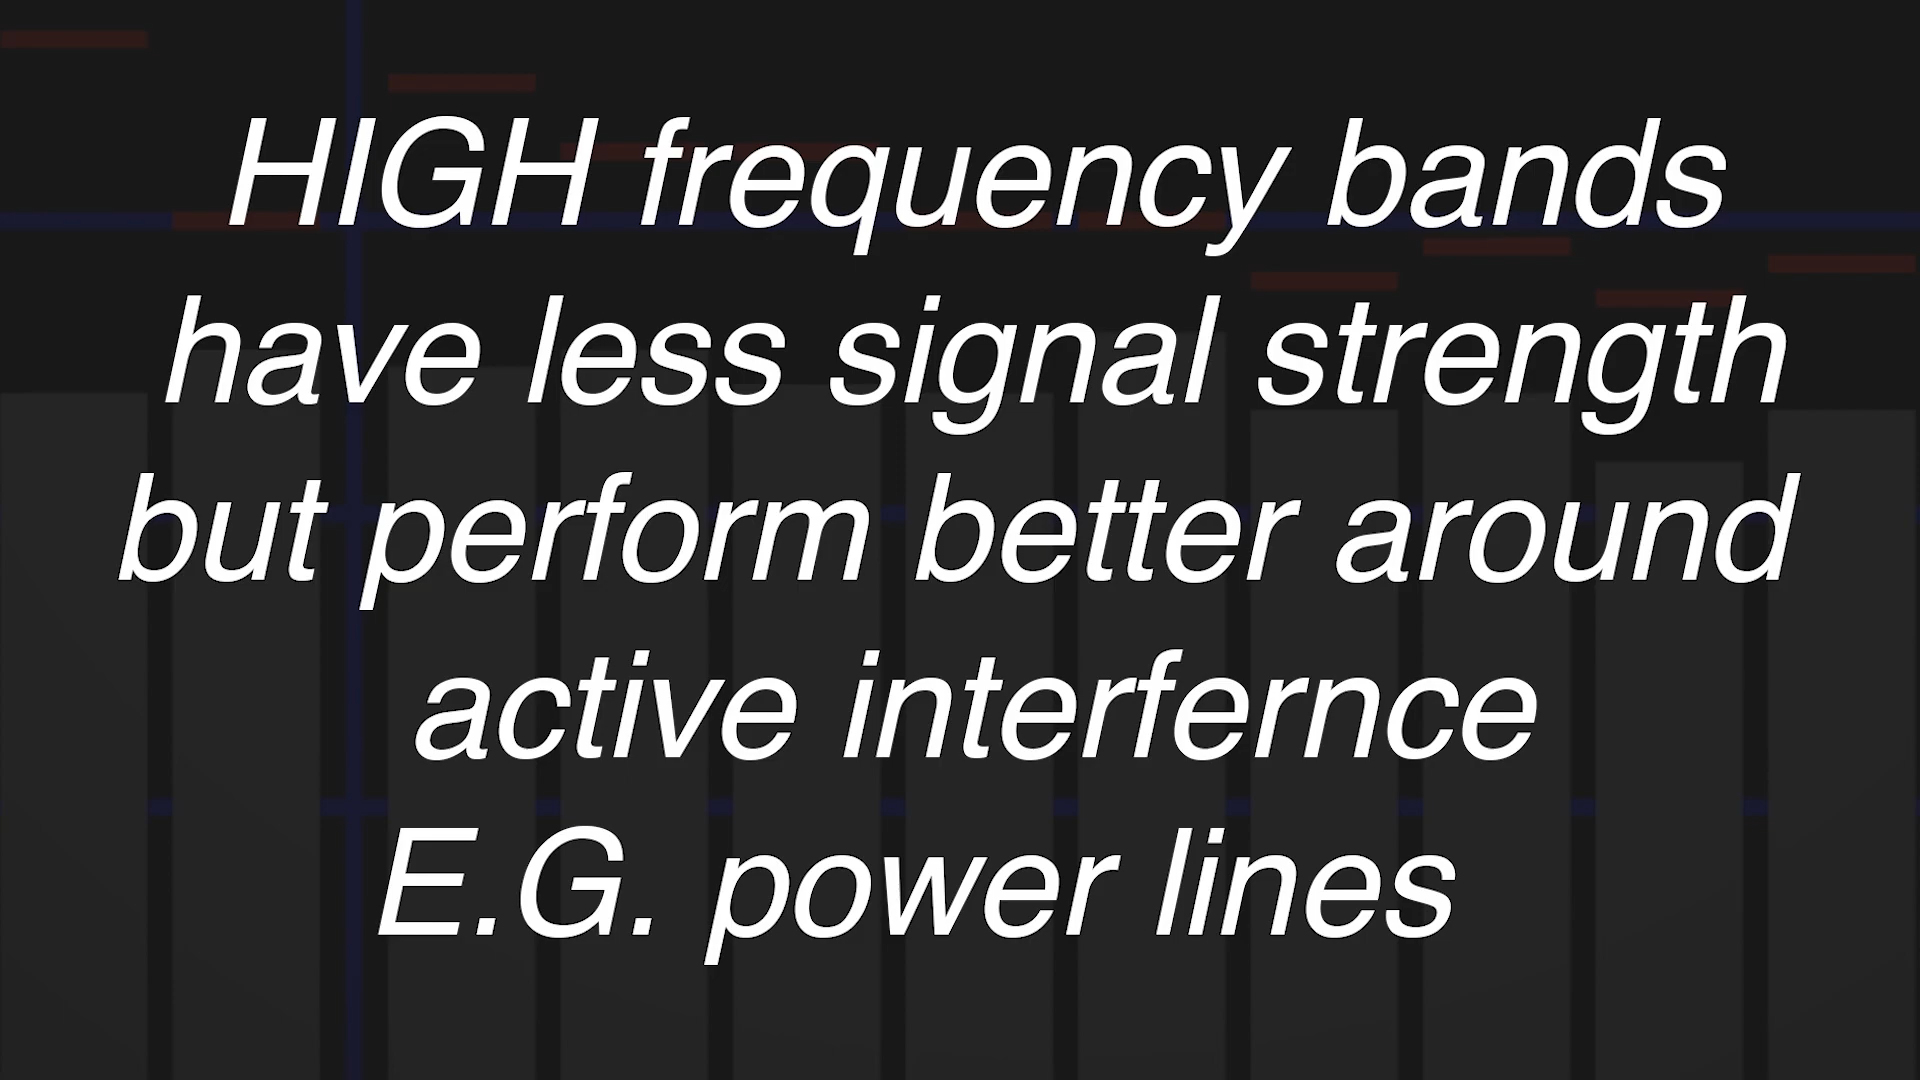 HIGH frequency bands
have less signal strength
but perform better around
active interfernce
E.G. power lines